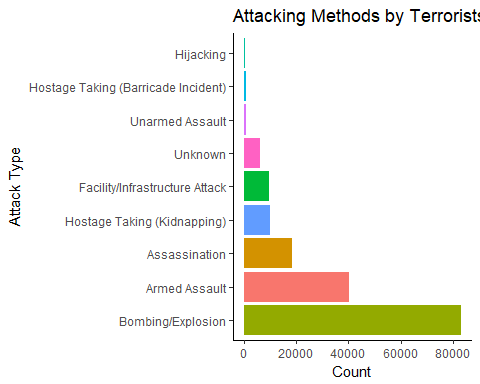 Attacking Methods by Terrorists
Hijacking
Hostage Taking (Barricade Incident)
Unarmed Assault
Unknown
Facility/Infrastructure Attack
Hostage Taking (Kidnapping)
Assassination
Armed Assault
Bombing/Explosion
Attack Type
0 20000 40000 60000 80000
Count